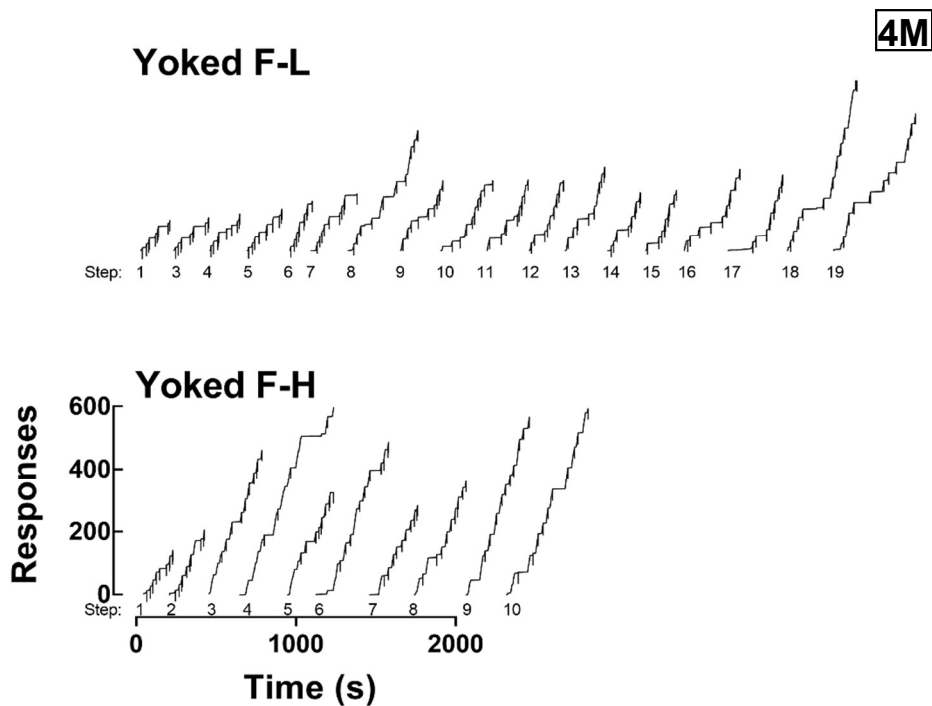 4M
Yoked F-L
Step: 1 3 4 5 6 7 8 9 10 11 12 13 14 15 16 17 18 19
Yoked F-H
Responses
600
400
200
0
Step: 1 2 3 4 5 6 7 8 9 10
0 1000 2000
Time (s)